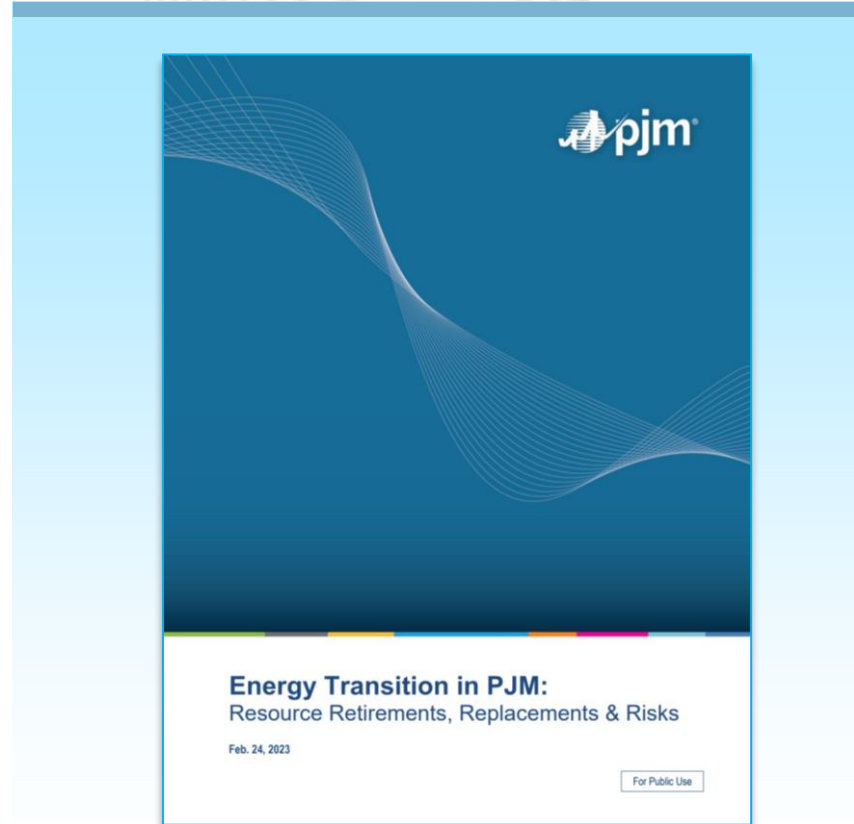 pjm®
Energy Transition in PJM:
Resource Retirements, Replacements & Risks
Feb. 24, 2023
For Public Use